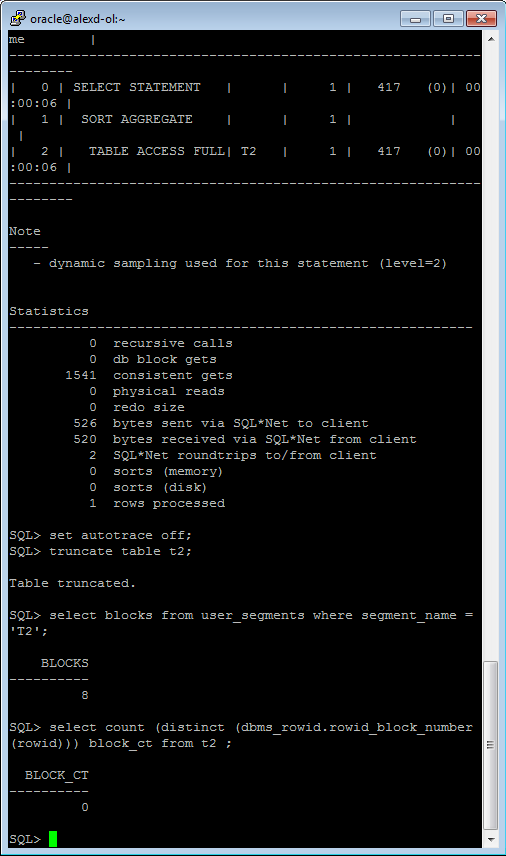 oracle@alexd-ol:~
me        |
-----------------------------------------------------------
--------
|   0 | SELECT STATEMENT   |      |     1 |   417   (0)| 00
:00:06 |
|   1 |  SORT AGGREGATE    |      |     1 |            |
 |
|   2 |   TABLE ACCESS FULL| T2   |     1 |   417   (0)| 00
:00:06 |
-----------------------------------------------------------
--------
Note
-----
   - dynamic sampling used for this statement (level=2)
Statistics
----------------------------------------------------------
          0  recursive calls
          0  db block gets
       1541  consistent gets
          0  physical reads
          0  redo size
        526  bytes sent via SQL*Net to client
        520  bytes received via SQL*Net from client
          2  SQL*Net roundtrips to/from client
          0  sorts (memory)
          0  sorts (disk)
          1  rows processed
SQL> set autotrace off;
SQL> truncate table t2;
Table truncated.
SQL> select blocks from user_segments where segment_name =
'T2';
    BLOCKS
----------
         8
SQL> select count (distinct (dbms_rowid.rowid_block_number
(rowid))) block_ct from t2 ;
  BLOCK_CT
----------
         0
SQL>